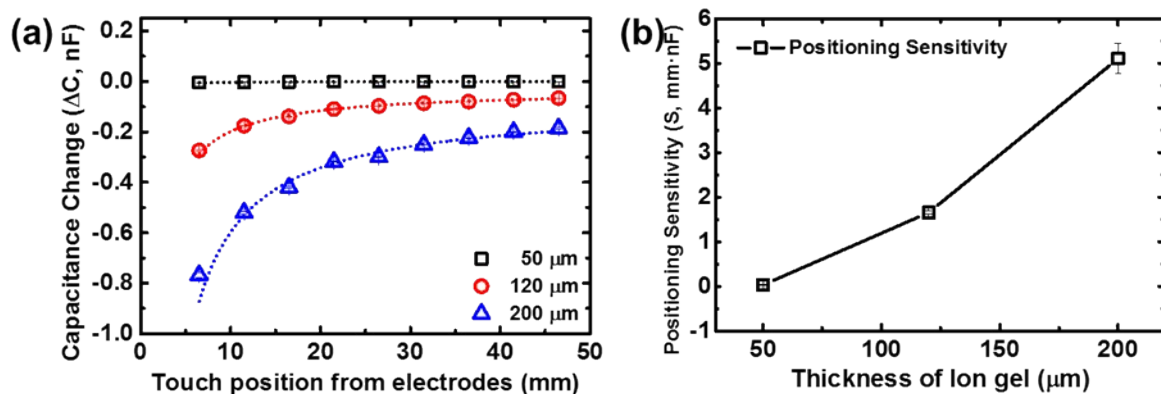 (a)
Capacitance Change (ΔC, nF)
0.2
0.0
-0.2
-0.4
-0.6
-0.8
-1.0
0 10 20 30 40 50
Touch position from electrodes (mm)
50 μm
120 μm
200 μm
(b)
Positioning Sensitivity (S, mm·nF)
6
5
4
3
2
1
0
-1
Positioning Sensitivity
50 100 150 200
Thickness of Ion gel (μm)